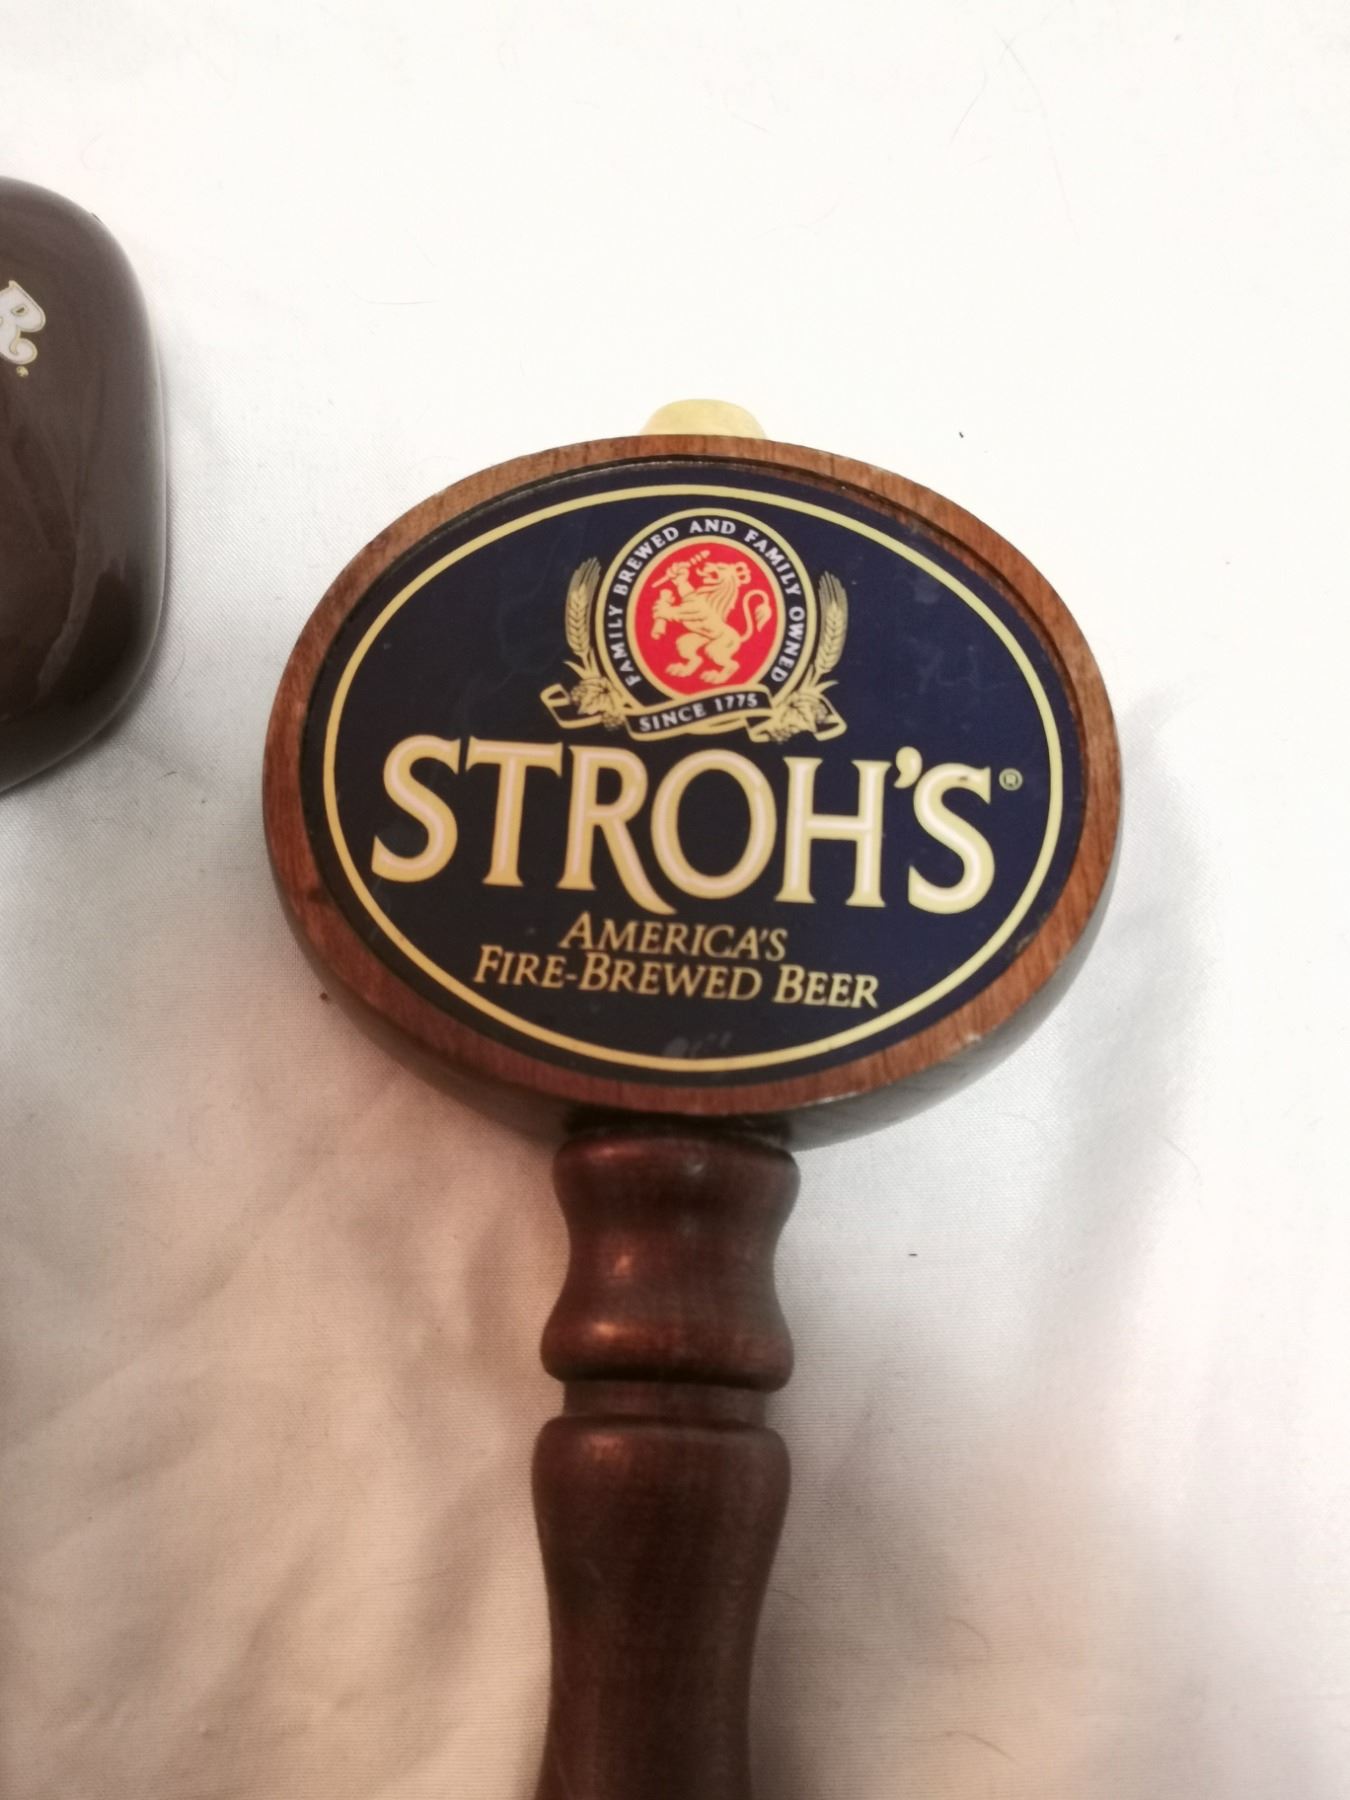 FAMILY BREWED AND FAMILY OWNED
SINCE 1775
STROH'S®
AMERICA'S
FIRE-BREWED BEER
R